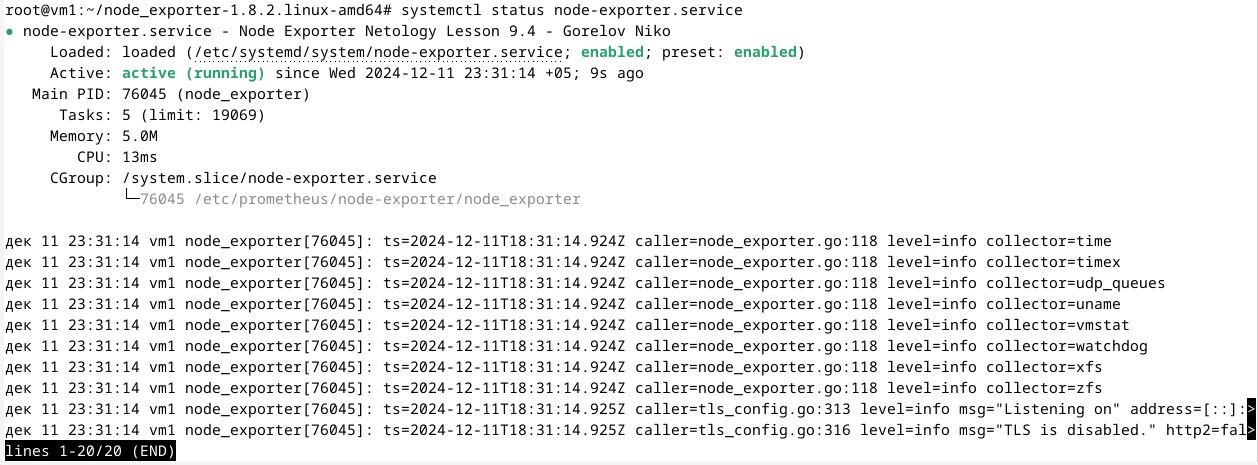 root@vm1:~/node_exporter-1.8.2.linux-amd64# systemctl status node-exporter.service
● node-exporter.service - Node Exporter Netology Lesson 9.4 - Gorelov Niko
Loaded: loaded (/etc/systemd/system/node-exporter.service; enabled; preset: enabled)
Active: active (running) since Wed 2024-12-11 23:31:14 +05; 9s ago
Main PID: 76045 (node_exporter)
Tasks: 5 (limit: 19069)
Memory: 5.0M
CPU: 13ms
CGroup: /system.slice/node-exporter.service
└─76045 /etc/prometheus/node-exporter/node_exporter
дек 11 23:31:14 vm1 node_exporter[76045]: ts=2024-12-11T18:31:14.924Z caller=node_exporter.go:118 level=info collector=time
дек 11 23:31:14 vm1 node_exporter[76045]: ts=2024-12-11T18:31:14.924Z caller=node_exporter.go:118 level=info collector=timex
дек 11 23:31:14 vm1 node_exporter[76045]: ts=2024-12-11T18:31:14.924Z caller=node_exporter.go:118 level=info collector=udp_queues
дек 11 23:31:14 vm1 node_exporter[76045]: ts=2024-12-11T18:31:14.924Z caller=node_exporter.go:118 level=info collector=uname
дек 11 23:31:14 vm1 node_exporter[76045]: ts=2024-12-11T18:31:14.924Z caller=node_exporter.go:118 level=info collector=vmstat
дек 11 23:31:14 vm1 node_exporter[76045]: ts=2024-12-11T18:31:14.924Z caller=node_exporter.go:118 level=info collector=watchdog
дек 11 23:31:14 vm1 node_exporter[76045]: ts=2024-12-11T18:31:14.924Z caller=node_exporter.go:118 level=info collector=xfs
дек 11 23:31:14 vm1 node_exporter[76045]: ts=2024-12-11T18:31:14.924Z caller=node_exporter.go:118 level=info collector=zfs
дек 11 23:31:14 vm1 node_exporter[76045]: ts=2024-12-11T18:31:14.925Z caller=tls_config.go:313 level=info msg="Listening on" address=[::]:>
дек 11 23:31:14 vm1 node_exporter[76045]: ts=2024-12-11T18:31:14.925Z caller=tls_config.go:316 level=info msg="TLS is disabled." http2=fal>
lines 1-20/20 (END)